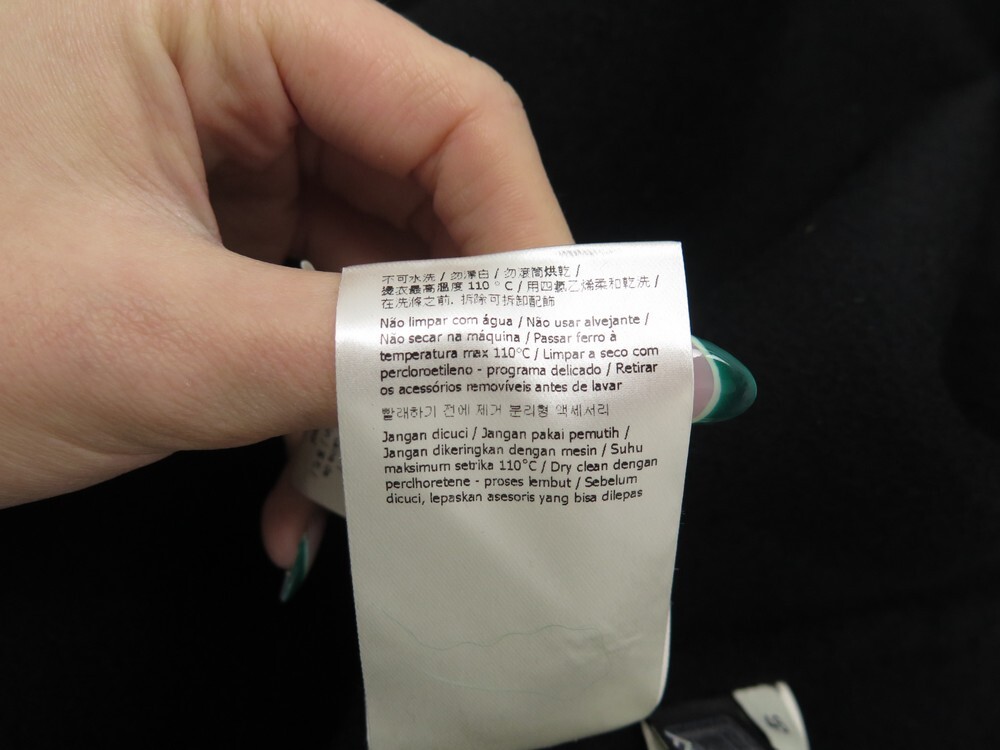 不可水洗 / 勿漂白 / 勿滾筒烘乾 /
燙衣最高溫度 110 ° C / 用四氯乙烯柔和乾洗 /
在洗滌之前, 拆除可拆卸配飾
Não limpar com água / Não usar alvejante /
Não secar na máquina / Passar ferro à
temperatura max 110°C / Limpar a seco com
percloroetileno - programa delicado / Retirar
os acessórios removíveis antes de lavar
빨래하기 전에 제거 분리형 액세서리
Jangan dicuci / Jangan pakai pemutih /
Jangan dikeringkan dengan mesin / Suhu
maksimum setrika 110°C / Dry clean dengan
perclhoretene - proses lembut / Sebelum
dicuci, lepaskan asesoris yang bisa dilepas